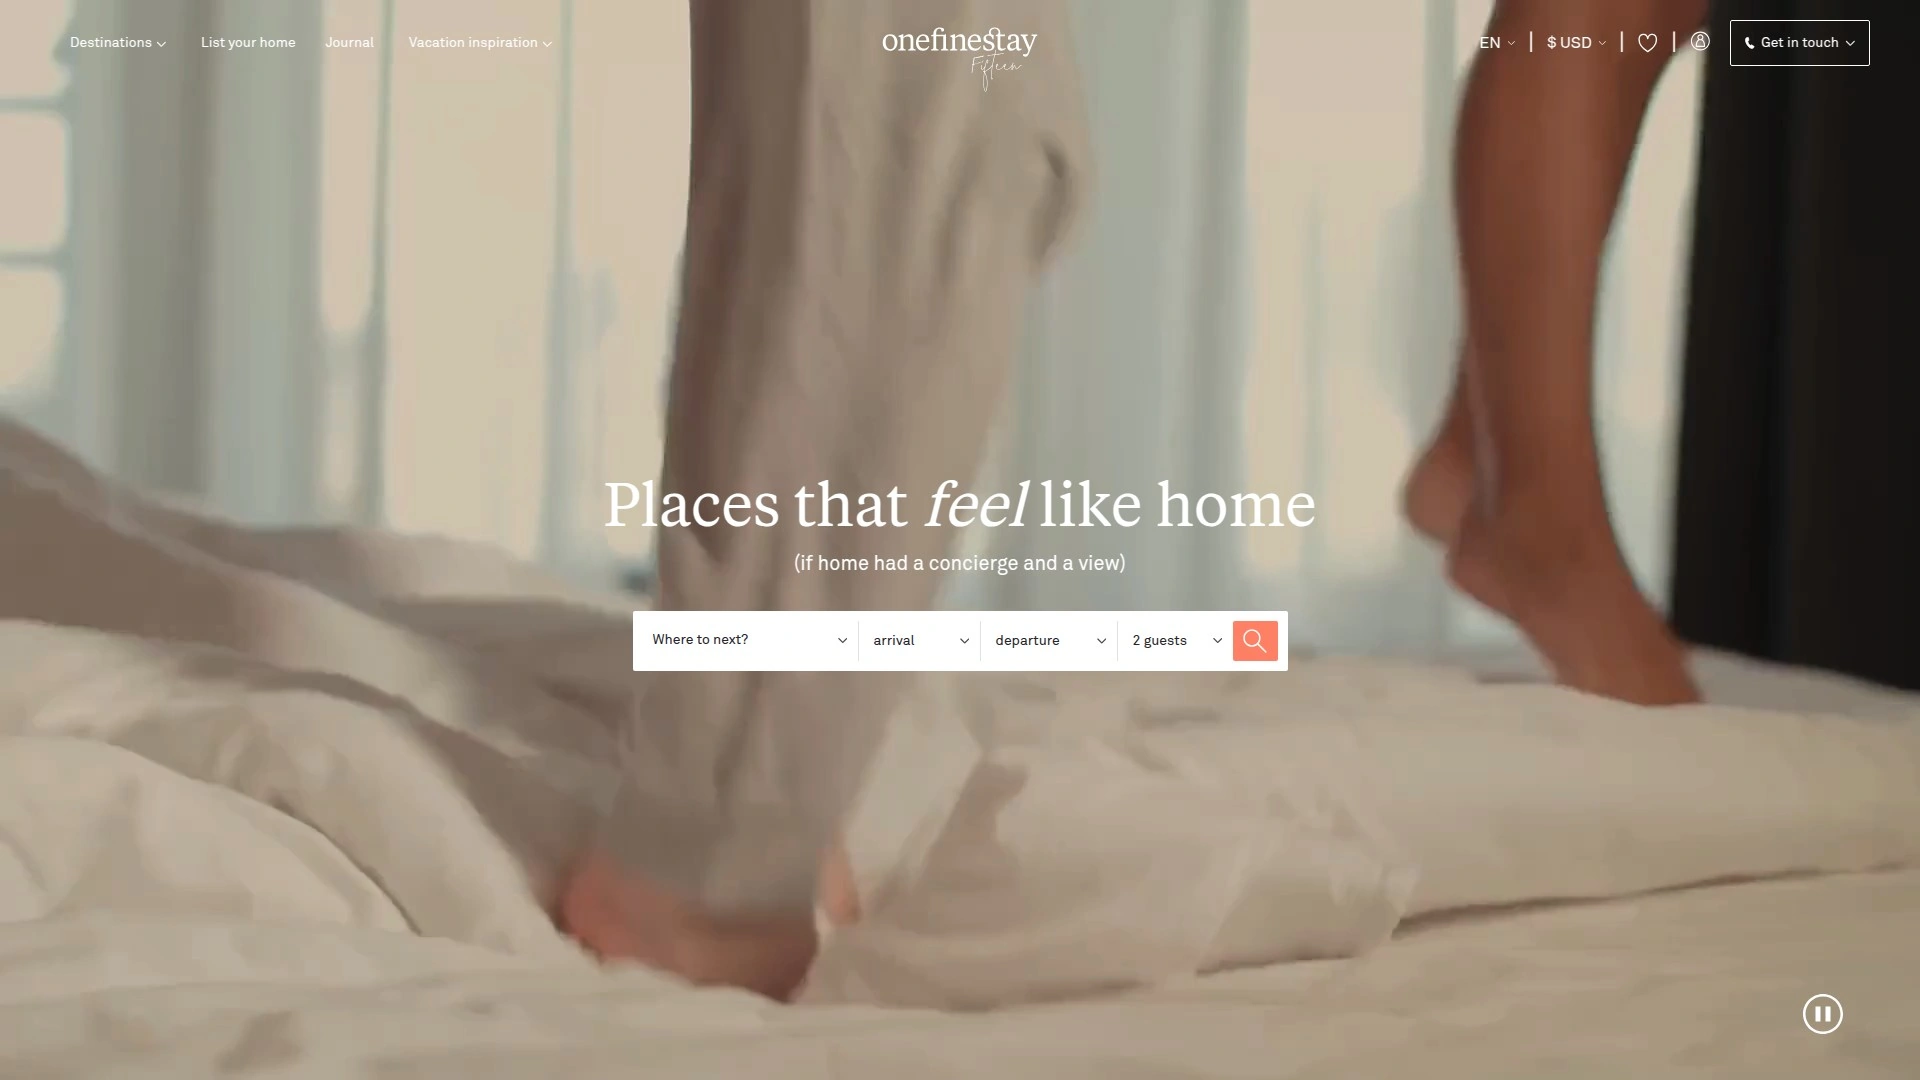 Destinations
List your home
Journal
Vacation inspiration
onefinestay
Fifteen
EN
$ USD
Get in touch
Places that feel like home
(if home had a concierge and a view)
Where to next?
arrival
departure
2 guests